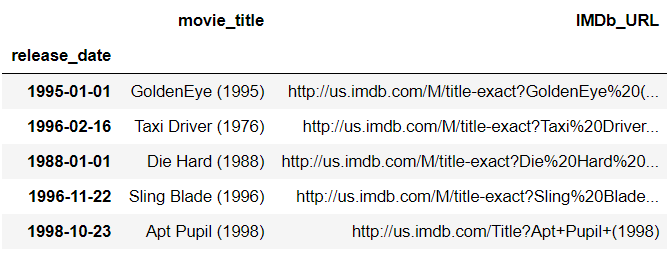 movie_title IMDb_URL
release_date
1995-01-01 GoldenEye (1995) http://us.imdb.com/M/title-exact?GoldenEye%20(...
1996-02-16 Taxi Driver (1976) http://us.imdb.com/M/title-exact?Taxi%20Driver...
1988-01-01 Die Hard (1988) http://us.imdb.com/M/title-exact?Die%20Hard%20...
1996-11-22 Sling Blade (1996) http://us.imdb.com/M/title-exact?Sling%20Blade...
1998-10-23 Apt Pupil (1998) http://us.imdb.com/Title?Apt+Pupil+(1998)